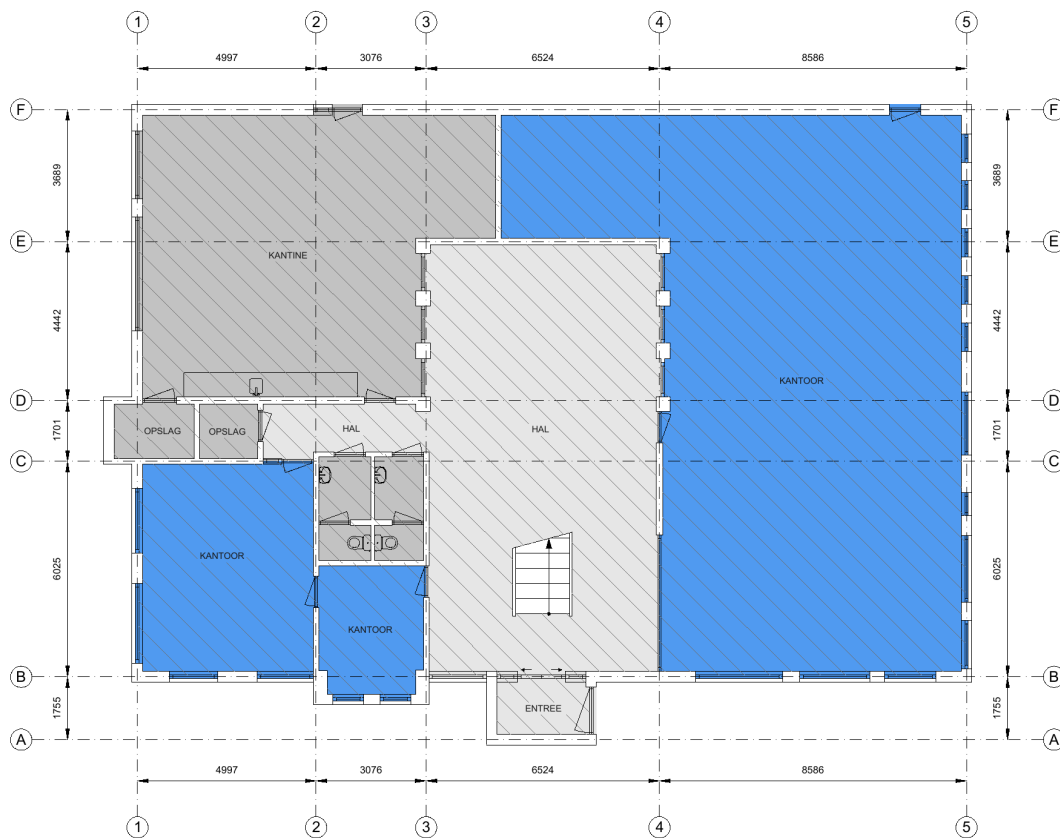 1 2 3 4 5
4997 3076 6524 8586
F F
3689 3689
E E
KANTINE
4442 4442
KANTOOR
D D
1701 OPSLAG OPSLAG HAL HAL 1701
C C
KANTOOR
6025 6025
KANTOOR
B B
ENTREE
1755 1755
A A
4997 3076 6524 8586
1 2 3 4 5